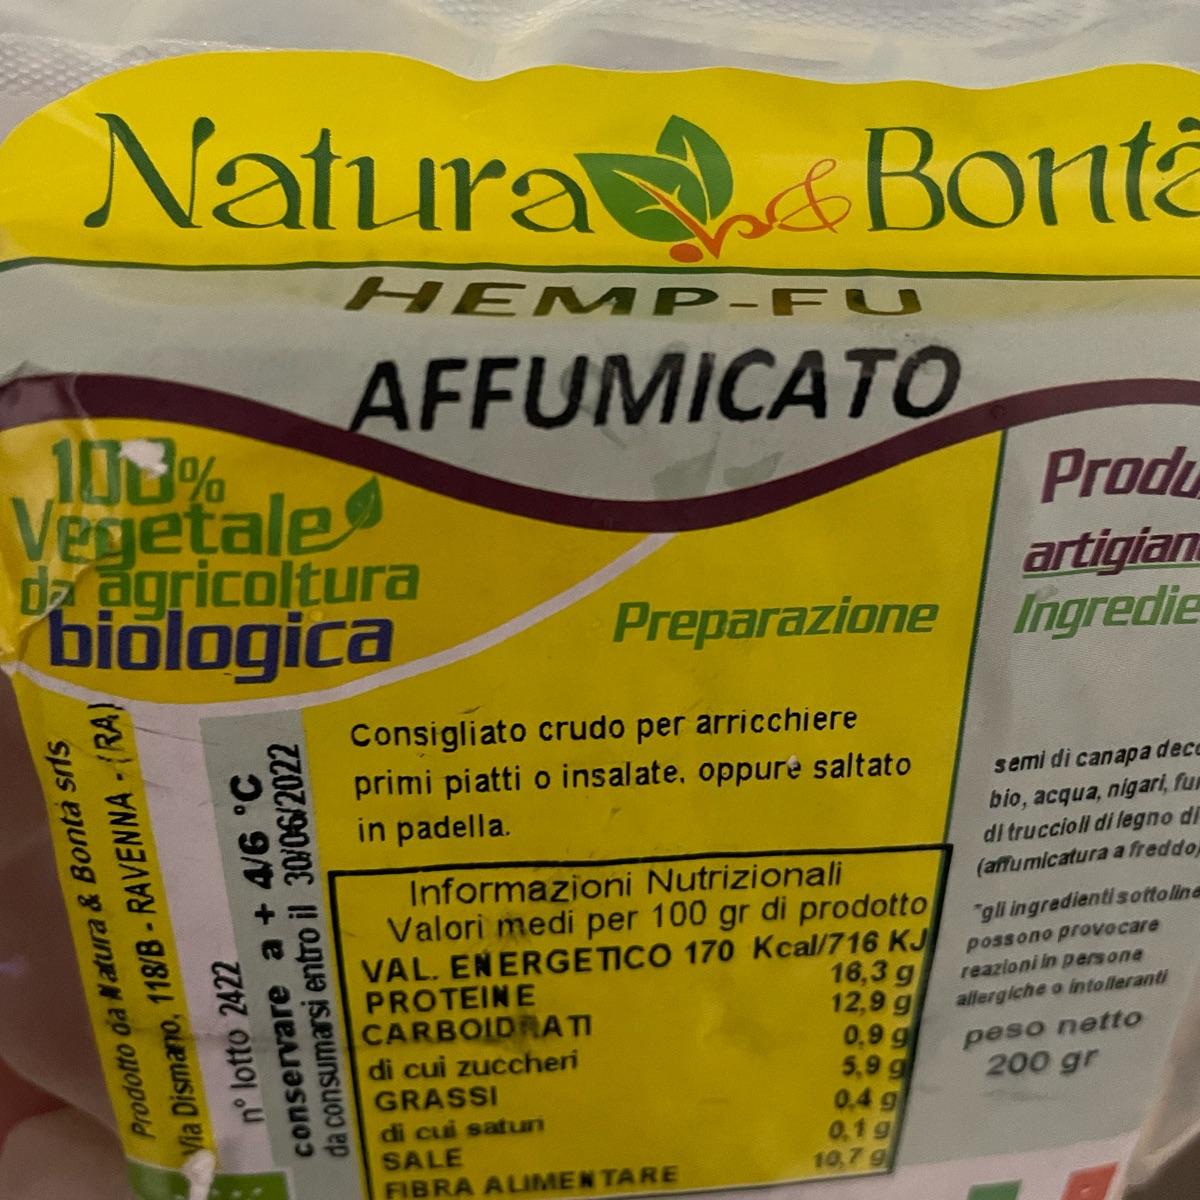 Natura & Bontà
HEMP-FU
AFFUMICATO
100%
Vegetale
da agricoltura
biologica
Preparazione
Consigliato crudo per arricchiere
primi piatti o insalate, oppure saltato
in padella.
Informazioni Nutrizionali
Valori medi per 100 gr di prodotto
VAL. ENERGETICO 170 Kcal/716 KJ
PROTEINE 16,3 g
CARBOIDRATI 12,9 g
di cui zuccheri 0,9 g
GRASSI 5,9 g
di cui saturi 0,4 g
SALE 0,1 g
FIBRA ALIMENTARE 10,7 g
Produ
artigian
Ingredie
semi di canapa deco
bio, acqua, nigari, fum
di truccioli di legno di
(affumicatura a freddo)
"gli ingredienti sottoline
possono provocare
reazioni in persone
allergiche o intolleranti
peso netto
200 gr
Prodotto da Natura & Bontà srls
Via Dismano, 118/B - RAVENNA - (RA)
n° lotto 2422
conservare a + 4/6 °C
da consumarsi entro il 30/06/2022